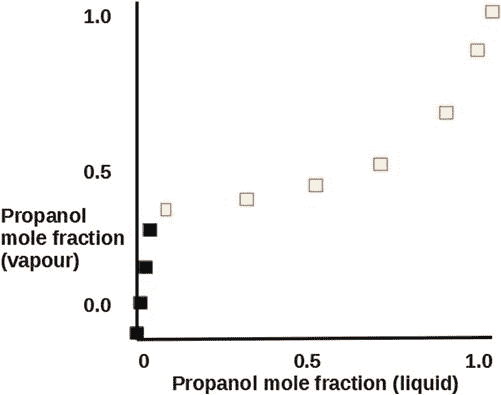 1.0
0.5
Propanol
mole fraction
(vapour)
0.0
0 0.5 1.0
Propanol mole fraction (liquid)